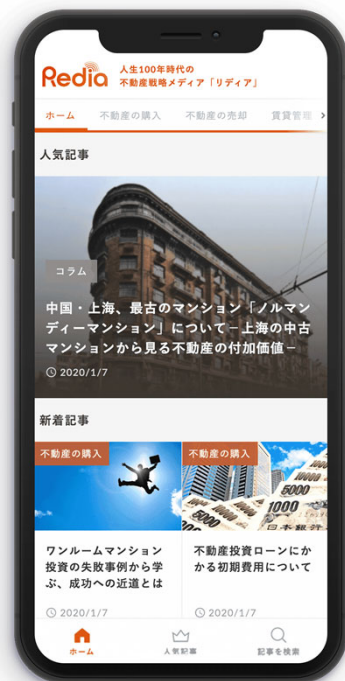 Redia
人生100年時代の
不動産戦略メディア「リディア」
ホーム 不動産の購入 不動産の売却 賃貸管理
人気記事
コラム
中国・上海、最古のマンション「ノルマン
ディーマンション」について－上海の中古
マンションから見る不動産の付加価値－
2020/1/7
新着記事
不動産の購入 不動産の購入
5000
1000
日本銀行
ワンルームマンション
投資の失敗事例から学
ぶ、成功への近道とは
2020/1/7
不動産投資ローンにか
かる初期費用について
2020/1/7
ホーム 人気記事 記事を検索